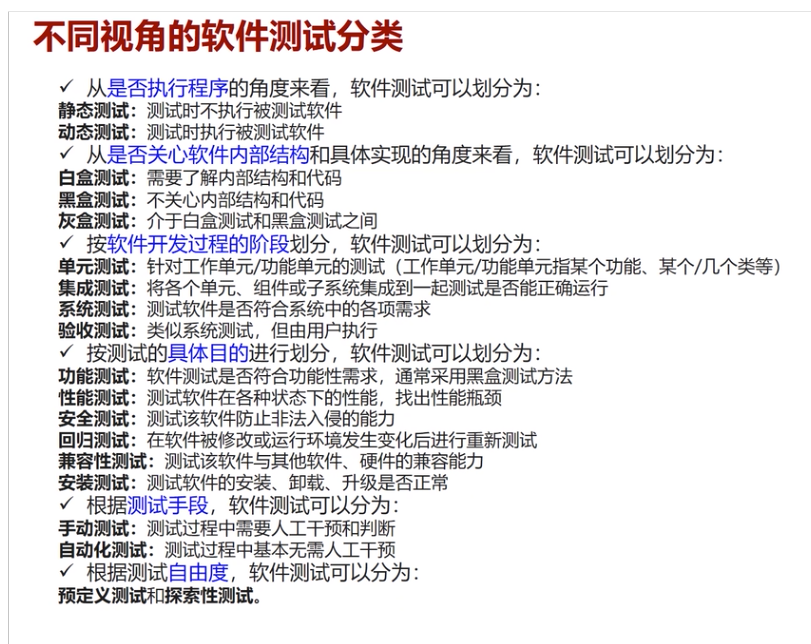 不同视角的软件测试分类
✓ 从是否执行程序的角度来看，软件测试可以划分为：
静态测试：测试时不执行被测试软件
动态测试：测试时执行被测试软件
✓ 从是否关心软件内部结构和具体实现的角度来看，软件测试可以划分为：
白盒测试：需要了解内部结构和代码
黑盒测试：不关心内部结构和代码
灰盒测试：介于白盒测试和黑盒测试之间
✓ 按软件开发过程的阶段划分，软件测试可以划分为：
单元测试：针对工作单元/功能单元的测试（工作单元/功能单元指某个功能、某个/几个类等）
集成测试：将各个单元、组件或子系统集成到一起测试是否能正确运行
系统测试：测试软件是否符合系统中的各项需求
验收测试：类似系统测试，但由用户执行
✓ 按测试的具体目的进行划分，软件测试可以划分为：
功能测试：软件测试是否符合功能性需求，通常采用黑盒测试方法
性能测试：测试软件在各种状态下的性能，找出性能瓶颈
安全测试：测试该软件防止非法入侵的能力
回归测试：在软件被修改或运行环境发生变化后进行重新测试
兼容性测试：测试该软件与其他软件、硬件的兼容能力
安装测试：测试软件的安装、卸载、升级是否正常
✓ 根据测试手段，软件测试可以分为：
手动测试：测试过程中需要人工干预和判断
自动化测试：测试过程中基本无需人工干预
✓ 根据测试自由度，软件测试可以分为：
预定义测试和探索性测试。